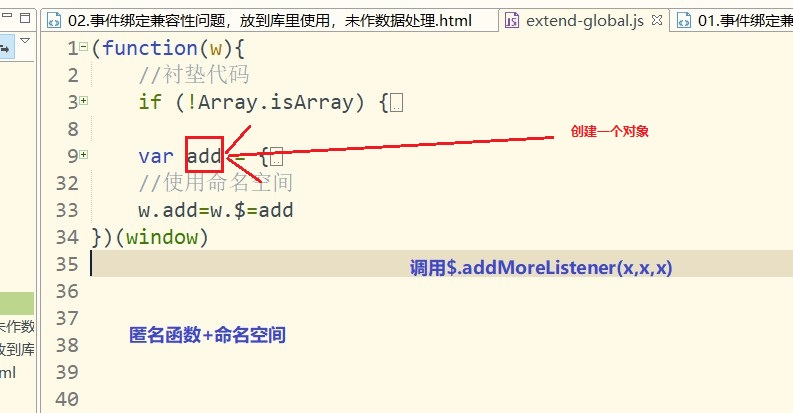 02.事件绑定兼容性问题，放到库里使用，未作数据处理.html
extend-global.js
01.事件绑定兼
1 (function(w){
2 //衬垫代码
3 if (!Array.isArray) {..
8
9 var add = {..
创建一个对象
32 //使用命名空间
33 w.add=w.$=add
34 })(window)
35
调用$.addMoreListener(x,x,x)
36
37
匿名函数+命名空间
38
39
40
未作数
放到库
ml